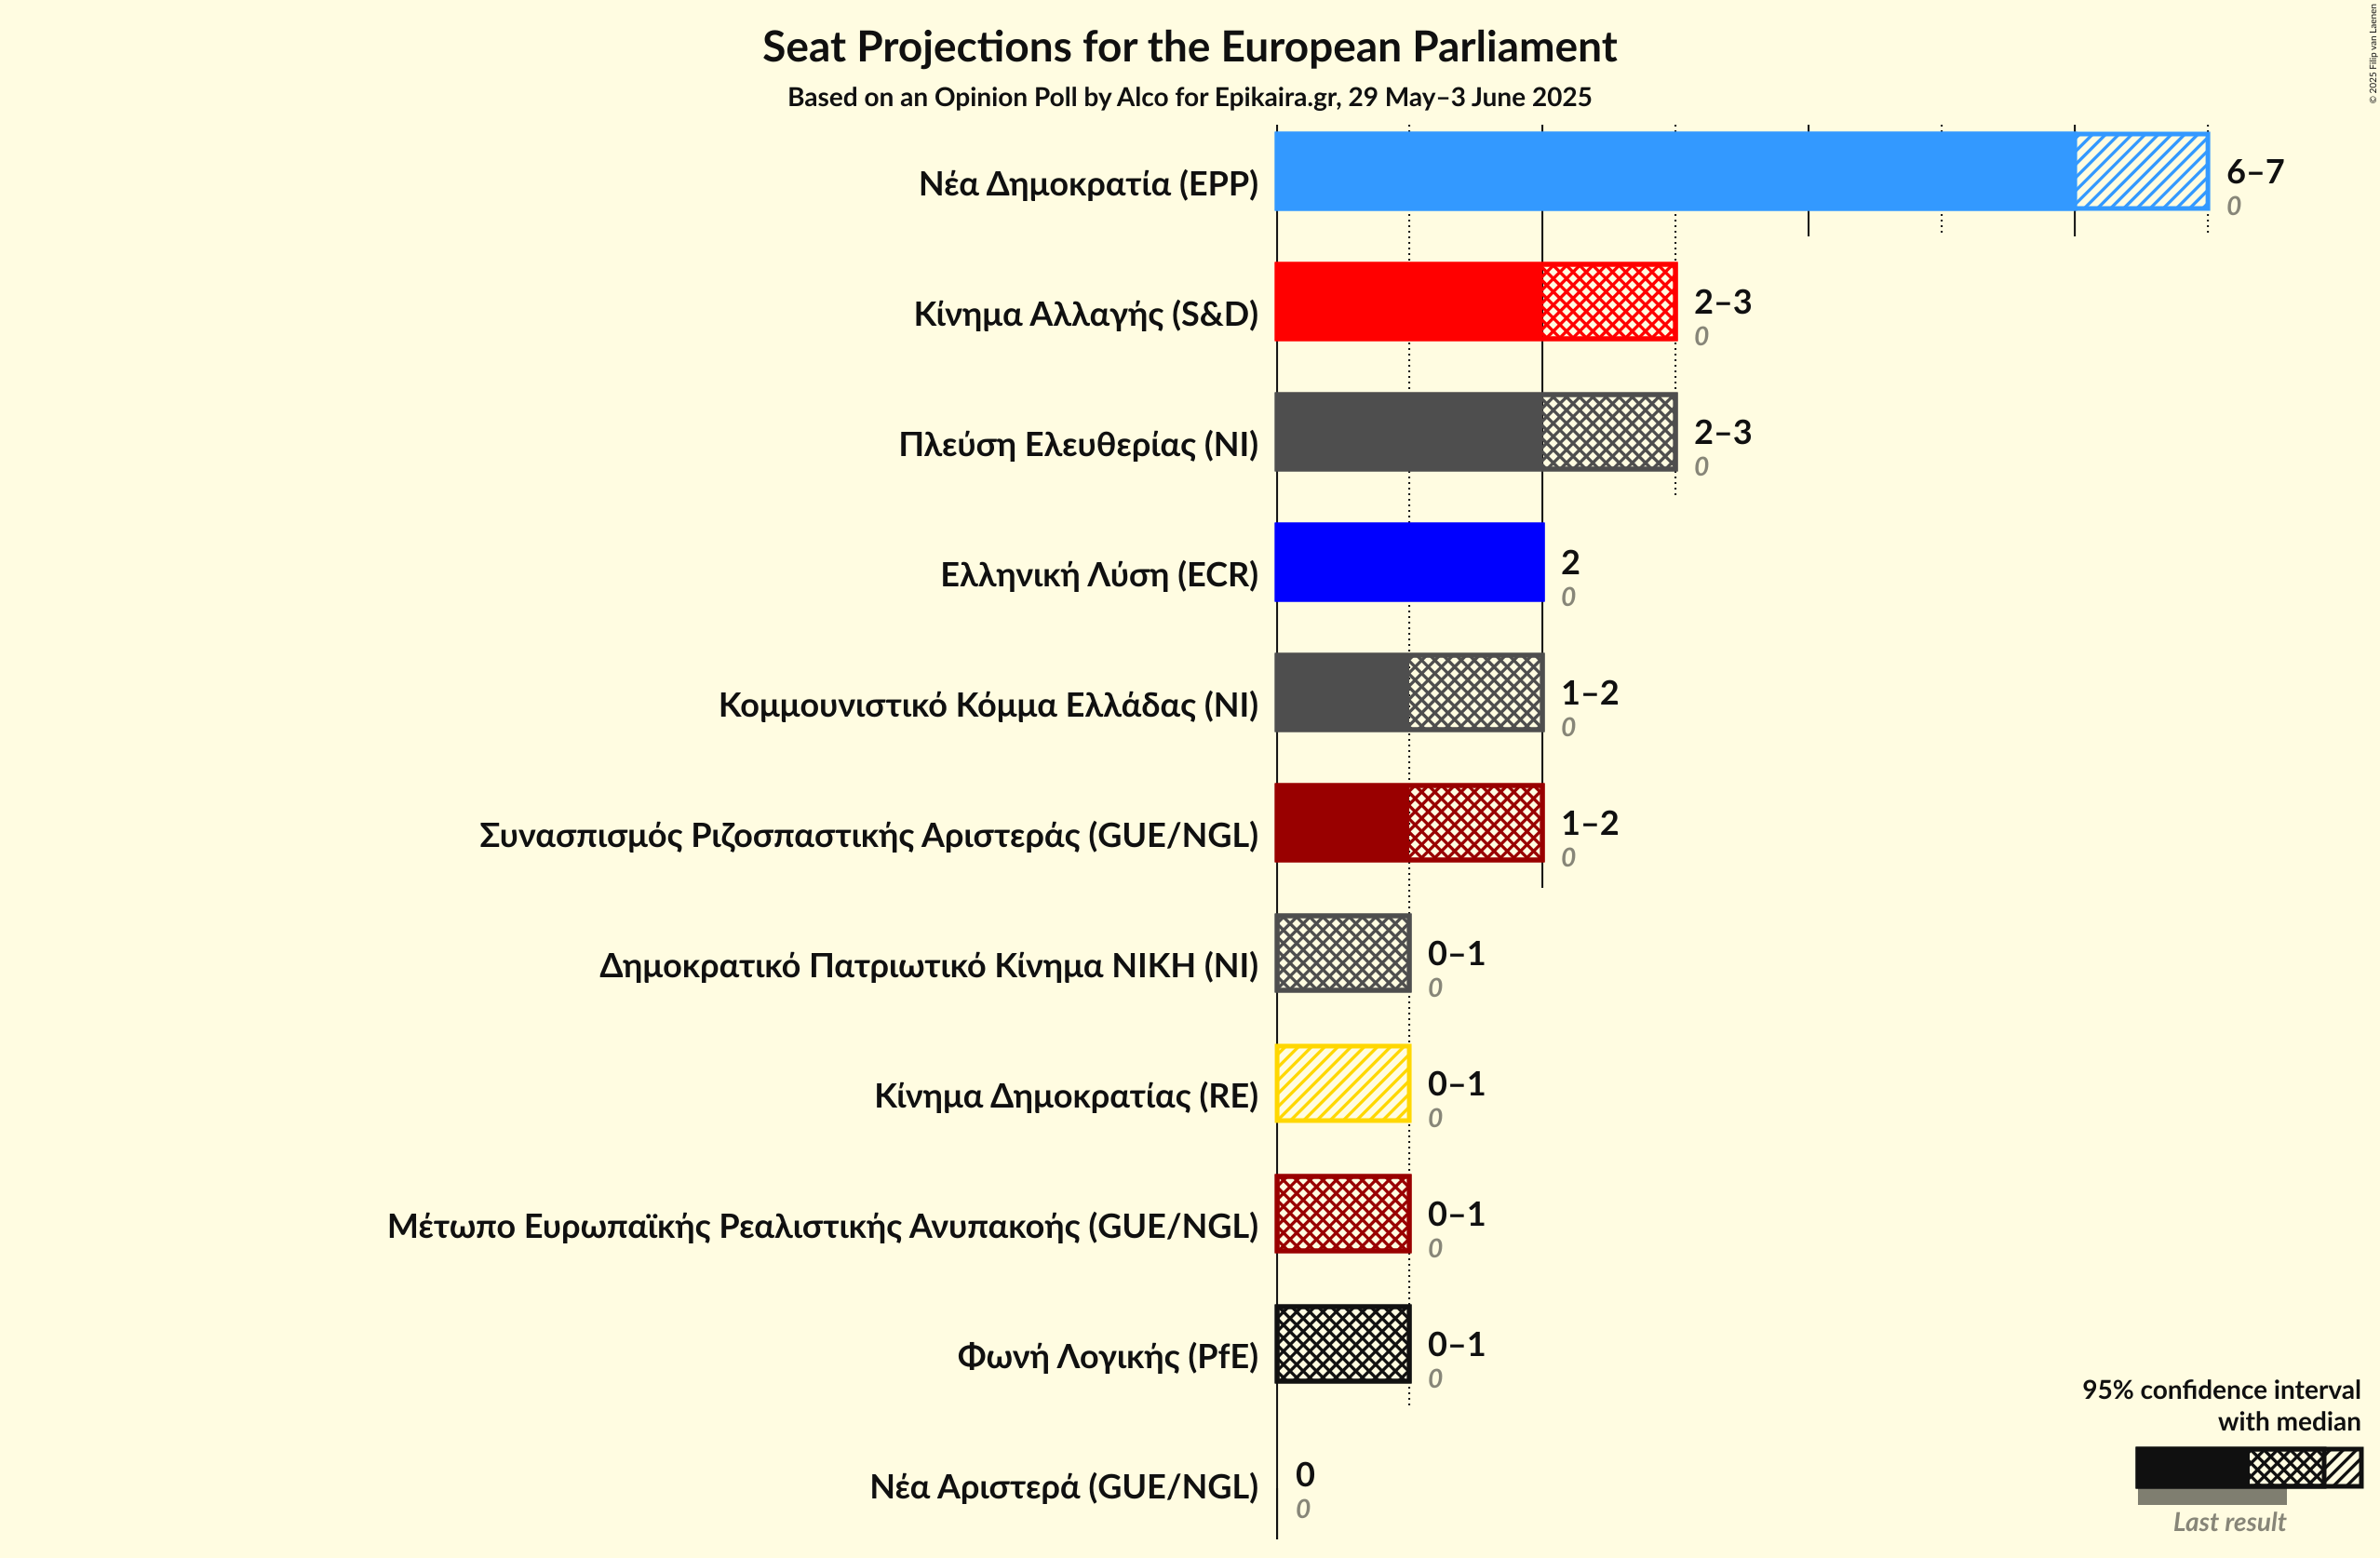 Seat Projections for the European Parliament
Based on an Opinion Poll by Alco for Epikaira.gr, 29 May–3 June 2025
© 2025 Filip van Laenen
Νέα Δημοκρατία (EPP)
6–7
0
Κίνημα Αλλαγής (S&D)
2–3
0
Πλεύση Ελευθερίας (NI)
2–3
0
Ελληνική Λύση (ECR)
2
0
Κομμουνιστικό Κόμμα Ελλάδας (NI)
1–2
0
Συνασπισμός Ριζοσπαστικής Αριστεράς (GUE/NGL)
1–2
0
Δημοκρατικό Πατριωτικό Κίνημα ΝΙΚΗ (NI)
0–1
0
Κίνημα Δημοκρατίας (RE)
0–1
0
Μέτωπο Ευρωπαϊκής Ρεαλιστικής Ανυπακοής (GUE/NGL)
0–1
0
Φωνή Λογικής (PfE)
0–1
0
Νέα Αριστερά (GUE/NGL)
0
0
95% confidence interval
with median
Last result